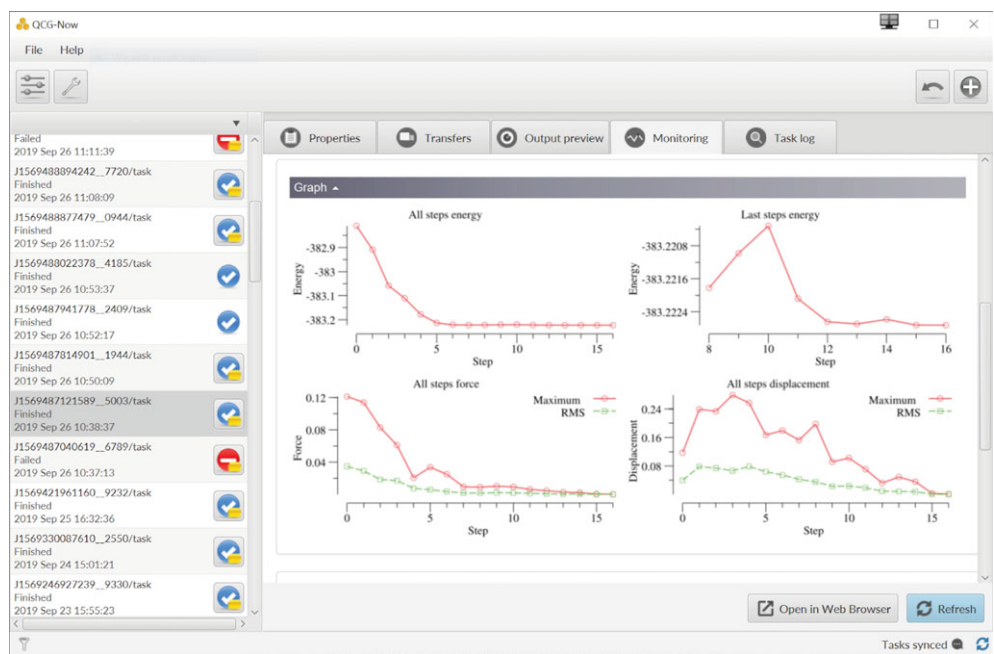 QCG-Now
File Help
Failed
2019 Sep 26 11:11:39
J1569488894242__7720/task
Finished
2019 Sep 26 11:08:09
J1569488877479__0944/task
Finished
2019 Sep 26 11:07:52
J1569488022378__4185/task
Finished
2019 Sep 26 10:53:37
J1569487941778__2409/task
Finished
2019 Sep 26 10:52:17
J1569487814901__1944/task
Finished
2019 Sep 26 10:50:09
J1569487121589__5003/task
Finished
2019 Sep 26 10:38:37
J1569487040619__6789/task
Failed
2019 Sep 26 10:37:13
J1569421961160__9232/task
Finished
2019 Sep 25 16:32:36
J1569330087610__2550/task
Finished
2019 Sep 24 15:01:21
J1569246927239__9330/task
Finished
2019 Sep 23 15:55:23
Properties Transfers Output preview Monitoring Task log
Graph
All steps energy
Energy
-382.9
-383
-383.1
-383.2
0 5 10 15
Step
Last steps energy
Energy
-383.2208
-383.2216
-383.2224
8 10 12 14 16
Step
All steps force
Maximum
RMS
Force
0.12
0.08
0.04
0 5 10 15
Step
All steps displacement
Maximum
RMS
Displacement
0.24
0.16
0.08
0 5 10 15
Step
Open in Web Browser Refresh
Tasks synced